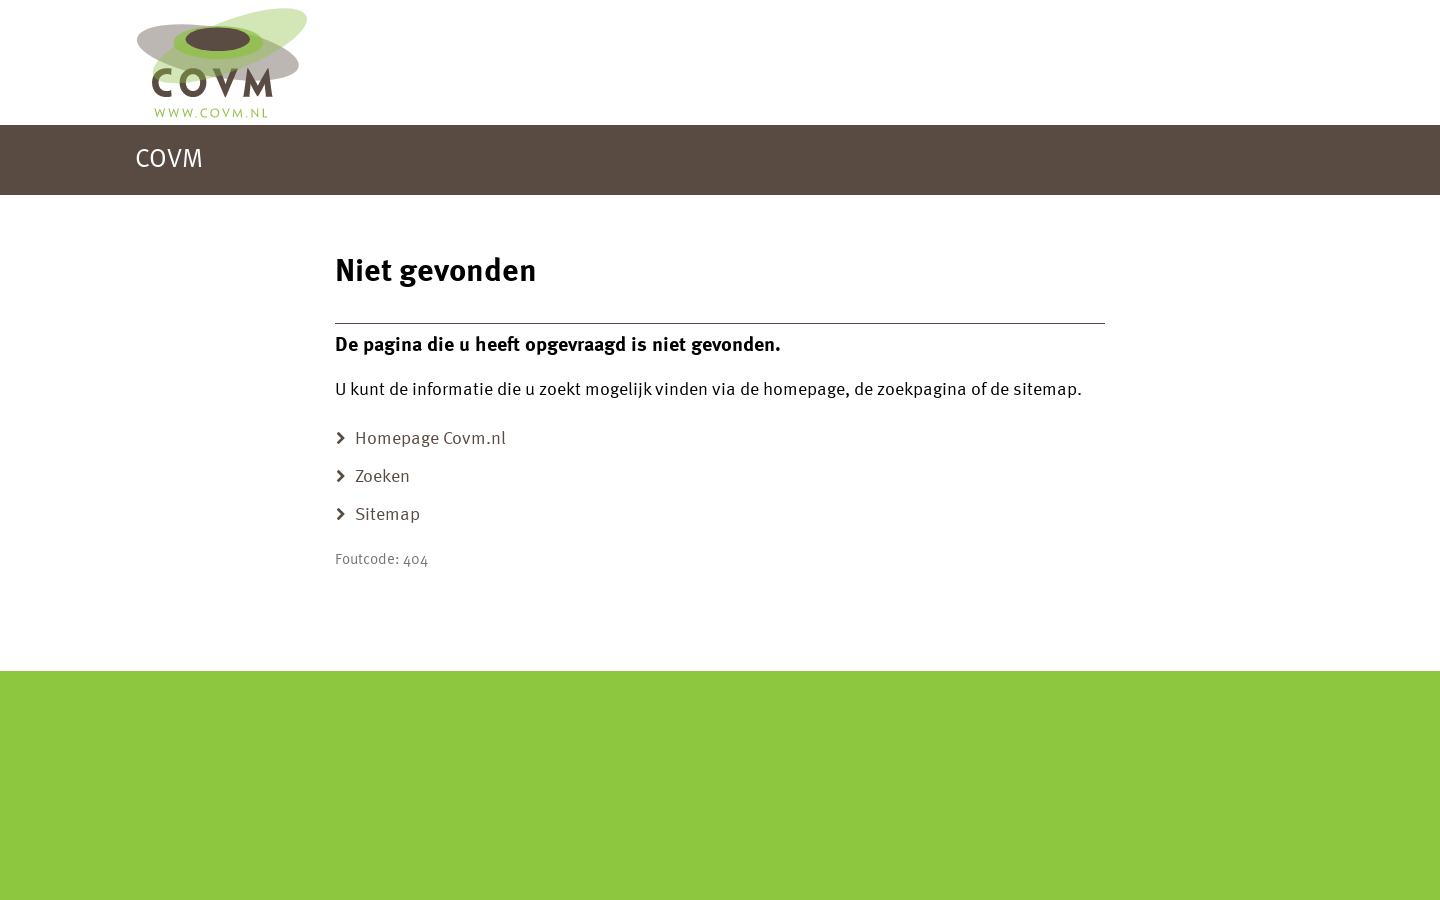 COVM
WWW.COVM.NL
COVM
Niet gevonden
De pagina die u heeft opgevraagd is niet gevonden.
U kunt de informatie die u zoekt mogelijk vinden via de homepage, de zoekpagina of de sitemap.
Homepage Covm.nl
Zoeken
Sitemap
Foutcode: 404